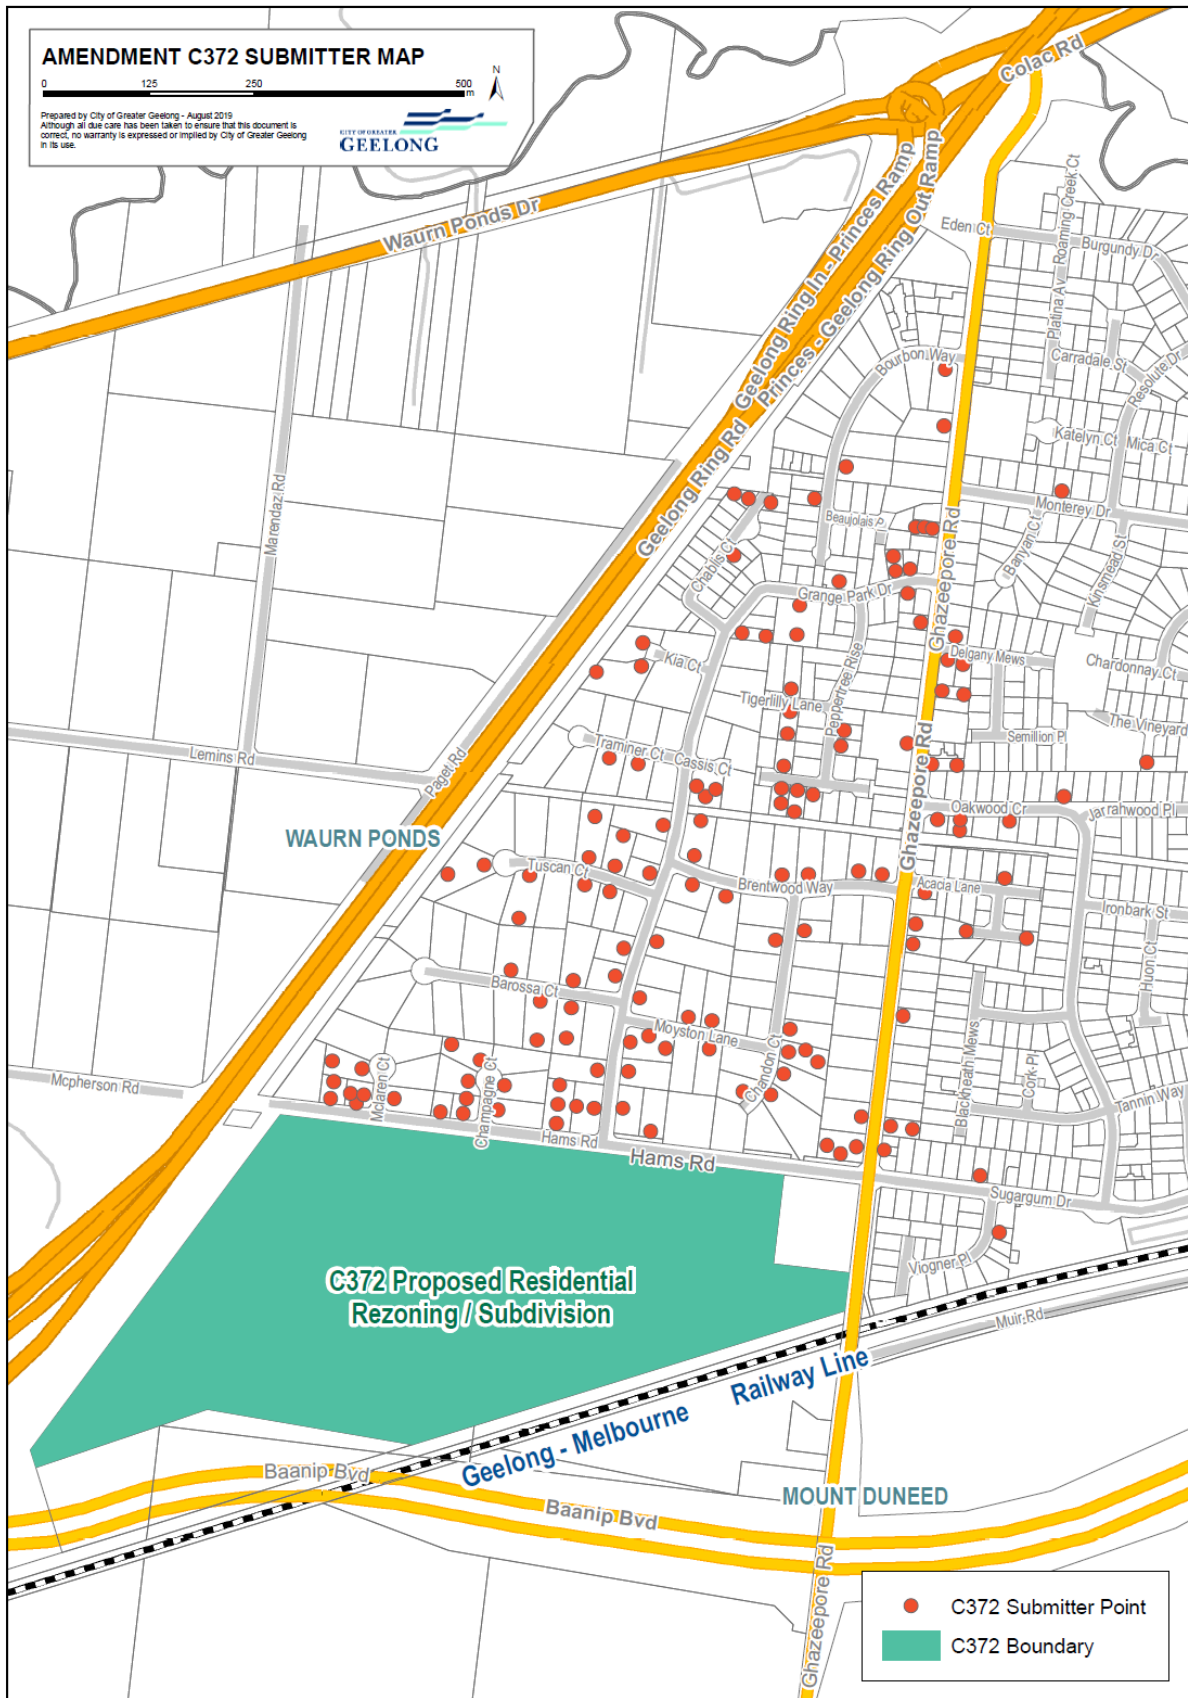 AMENDMENT C372 SUBMITTER MAP
0 125 250 500
m
N
Prepared by City of Greater Geelong - August 2019
Although all due care has been taken to ensure that this document is
correct, no warranty is expressed or implied by City of Greater Geelong
in its use.
CITY OF GREATER
GEELONG
Colac Rd
Waurn Ponds Dr
Geelong Ring In - Princes Ramp
Princes - Geelong Ring Out Ramp
Geelong Ring Rd
Eden Ct
Roaming Creek Ct
Burgundy Dr
Platina Av
Bourbon Way
Carradale St
Resolute Dr
Katelyn Ct
Mica Ct
Marendaz Rd
Monterey Dr
Beaujolais Pl
Banyan C
Kinsmead St
Chablis C
Grange Park Dr
Ghazeepore Rd
Kia Ct
Delgany Mews
Chardonnay Ct
Peppertree Rise
Tigerlilly Lane
The Vineyard
Semillion Pl
Traminer Ct
Cassis Ct
Lemins Rd
Paget Rd
Ghazeepore Rd
Oakwood Cr
Jarrahwood Pl
WAURN PONDS
Tuscan Ct
Brentwood Way
Acacia Lane
Ironbark St
Huon Ct
Barossa Ct
Moyston Lane
Chandon Ct
Blackheath Mews
Cork Pl
Tannin Way
Mcpherson Rd
Mclaren Ct
Champagne Ct
Hams Rd
Hams Rd
Sugargum Dr
Viogner Pl
C372 Proposed Residential
Rezoning / Subdivision
Muir Rd
Railway Line
Geelong - Melbourne
Baanip Bvd
Baanip Bvd
MOUNT DUNEED
Ghazeepore Rd
C372 Submitter Point
C372 Boundary